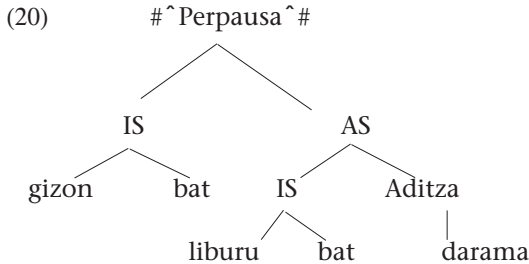 (20) #ˆPerpausaˆ#
IS AS
gizon bat IS Aditza
liburu bat darama